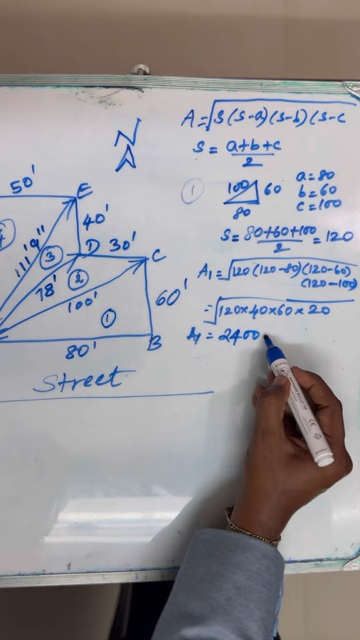 A = √S(S-a)(S-b)(S-c
S = a+b+c
2
① 100 60
80
a = 80
b = 60
c = 100
S = 80+60+100 = 120
2
A₁ = √120(120-80)(120-60)
(120-100)
= √120×40×60×20
A₁ = 2400
N
50'
E
40'
③
D 30' C
②
78'
100'
60'
①
80' B
Street